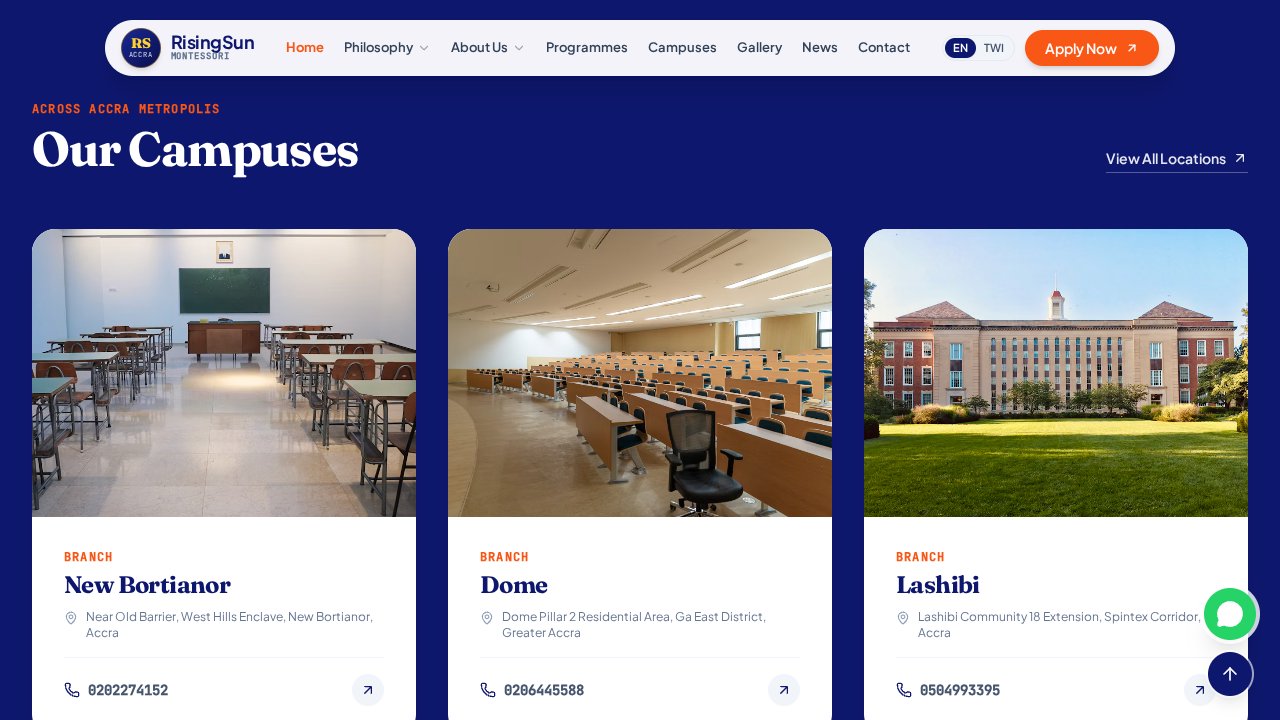 RS
ACCRA
RisingSun
MONTESSORI
Home
Philosophy
About Us
Programmes
Campuses
Gallery
News
Contact
EN
TWI
Apply Now
ACROSS ACCRA METROPOLIS
Our Campuses
View All Locations
BRANCH
New Bortianor
Near Old Barrier, West Hills Enclave, New Bortianor,
Accra
0202274152
BRANCH
Dome
Dome Pillar 2 Residential Area, Ga East District,
Greater Accra
0206445588
BRANCH
Lashibi
Lashibi Community 18 Extension, Spintex Corridor,
Accra
0504993395